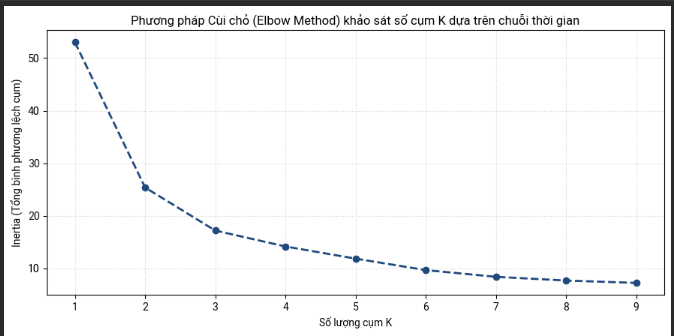 Phương pháp Cùi chỏ (Elbow Method) khảo sát số cụm K dựa trên chuỗi thời gian
Inertia (Tổng bình phương lệch cụm)
50
40
30
20
10
1 2 3 4 5 6 7 8 9
Số lượng cụm K